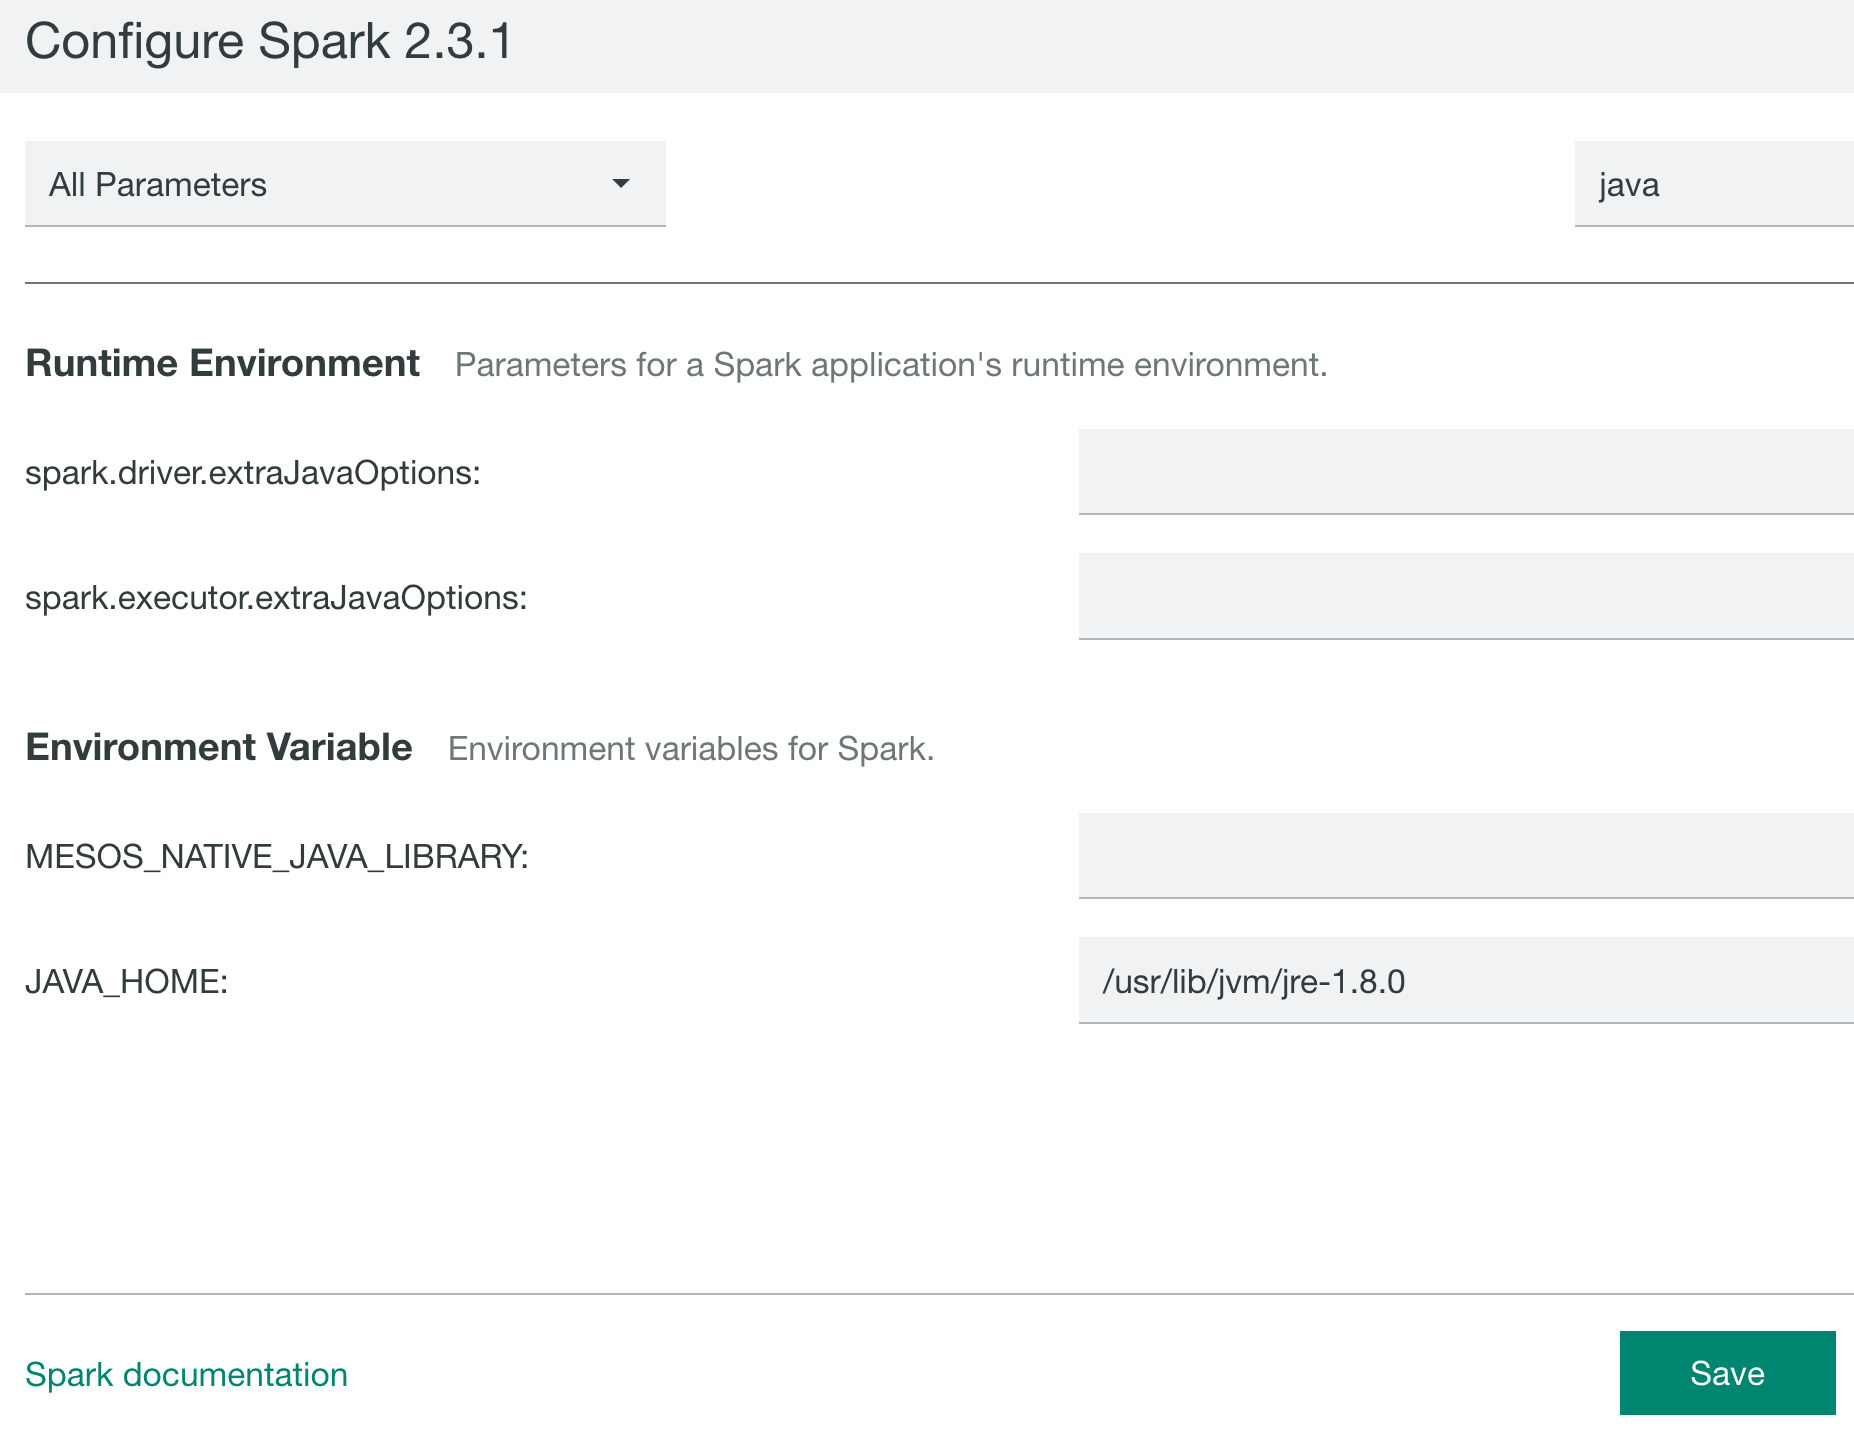 Configure Spark 2.3.1
All Parameters
java
Runtime Environment Parameters for a Spark application's runtime environment.
spark.driver.extraJavaOptions:
spark.executor.extraJavaOptions:
Environment Variable Environment variables for Spark.
MESOS_NATIVE_JAVA_LIBRARY:
JAVA_HOME: /usr/lib/jvm/jre-1.8.0
Spark documentation
Save